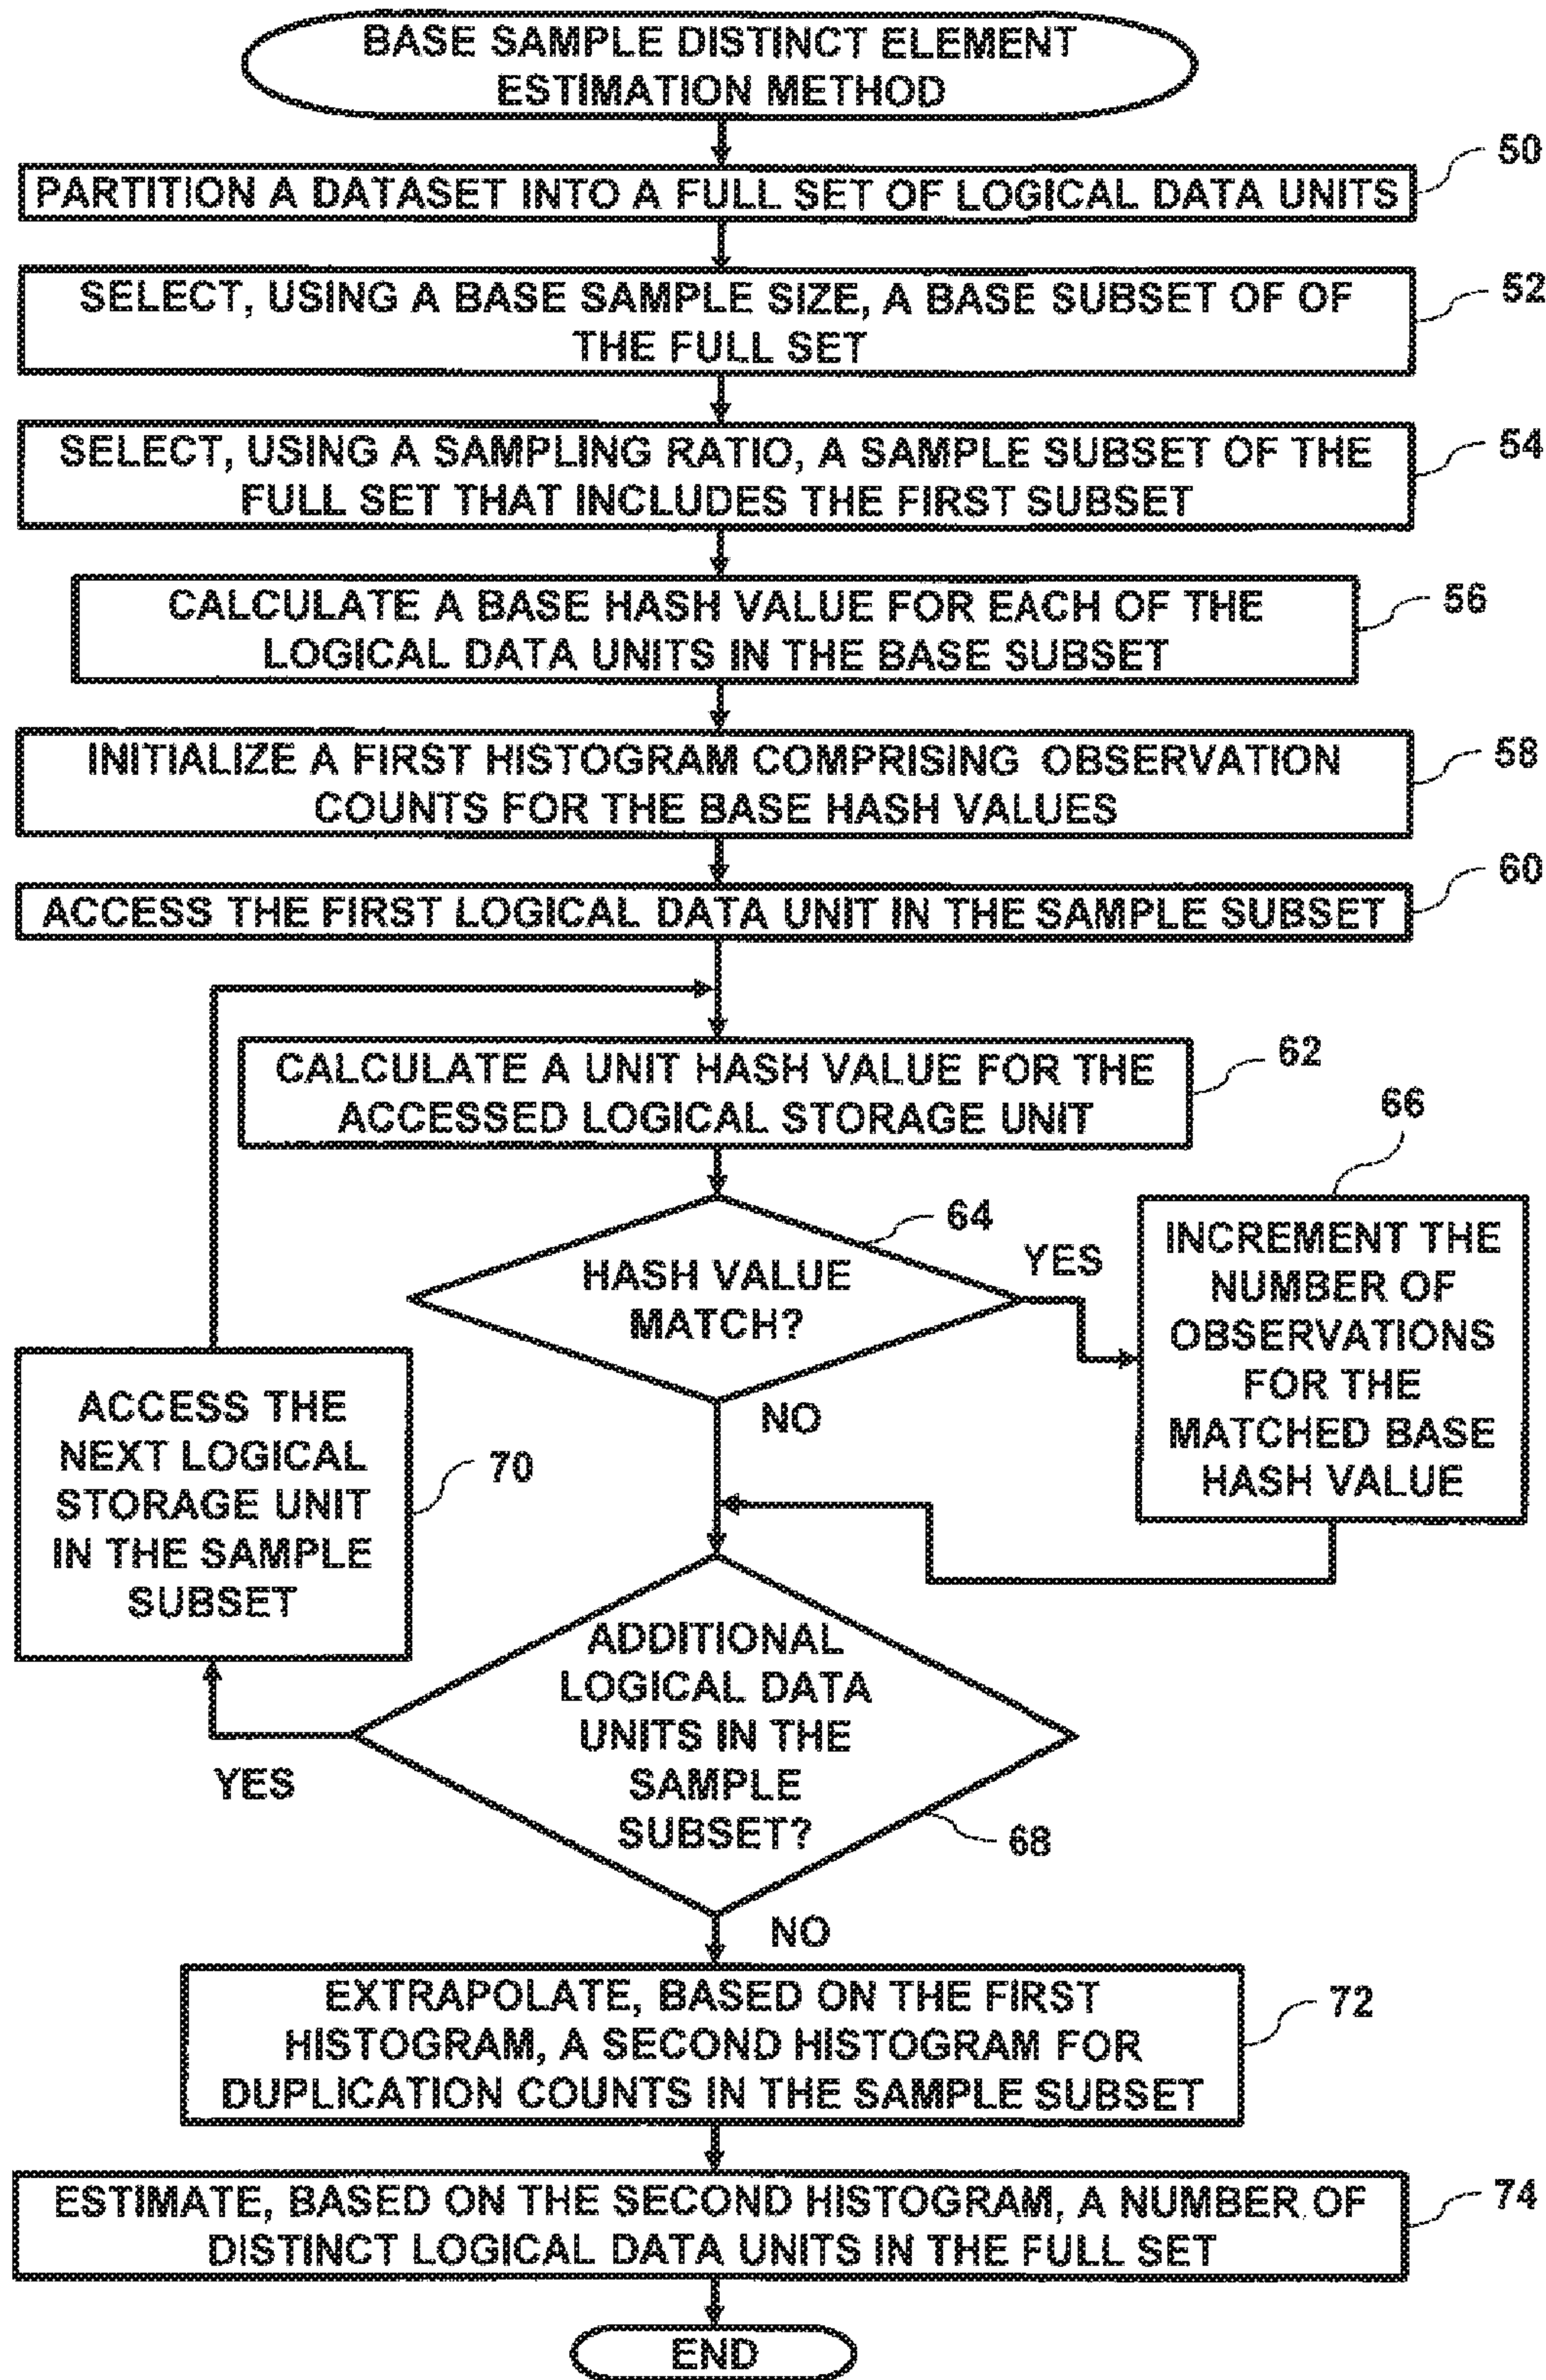 BASE SAMPLE DISTINCT ELEMENT
ESTIMATION METHOD
50
PARTITION A DATASET INTO A FULL SET OF LOGICAL DATA UNITS
52
SELECT, USING A BASE SAMPLE SIZE, A BASE SUBSET OF OF
THE FULL SET
54
SELECT, USING A SAMPLING RATIO, A SAMPLE SUBSET OF THE
FULL SET THAT INCLUDES THE FIRST SUBSET
56
CALCULATE A BASE HASH VALUE FOR EACH OF THE
LOGICAL DATA UNITS IN THE BASE SUBSET
58
INITIALIZE A FIRST HISTOGRAM COMPRISING OBSERVATION
COUNTS FOR THE BASE HASH VALUES
60
ACCESS THE FIRST LOGICAL DATA UNIT IN THE SAMPLE SUBSET
62
CALCULATE A UNIT HASH VALUE FOR THE
ACCESSED LOGICAL STORAGE UNIT
64
HASH VALUE
MATCH?
YES
NO
66
INCREMENT THE
NUMBER OF
OBSERVATIONS
FOR THE
MATCHED BASE
HASH VALUE
70
ACCESS THE
NEXT LOGICAL
STORAGE UNIT
IN THE SAMPLE
SUBSET
ADDITIONAL
LOGICAL DATA
UNITS IN THE
SAMPLE
SUBSET?
YES
68
NO
72
EXTRAPOLATE, BASED ON THE FIRST
HISTOGRAM, A SECOND HISTOGRAM FOR
DUPLICATION COUNTS IN THE SAMPLE SUBSET
74
ESTIMATE, BASED ON THE SECOND HISTOGRAM, A NUMBER OF
DISTINCT LOGICAL DATA UNITS IN THE FULL SET
END